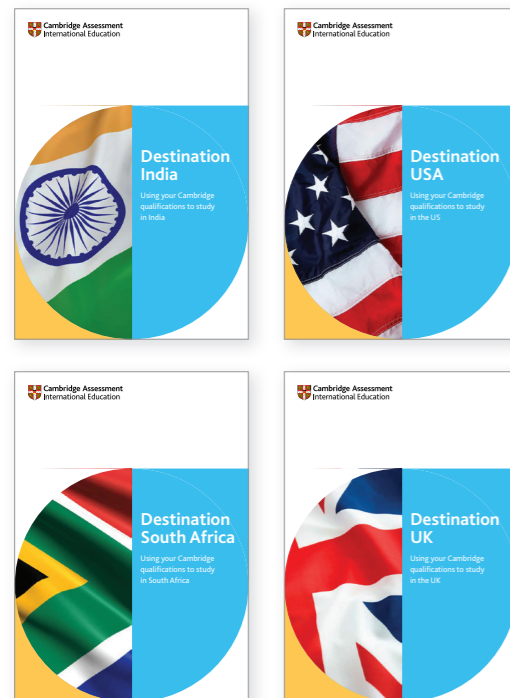 Cambridge Assessment
International Education
Destination
India
Using your Cambridge
qualifications to study
in India
Cambridge Assessment
International Education
Destination
USA
Using your Cambridge
qualifications to study
in the US
Cambridge Assessment
International Education
Destination
South Africa
Using your Cambridge
qualifications to study
in South Africa
Cambridge Assessment
International Education
Destination
UK
Using your Cambridge
qualifications to study
in the UK